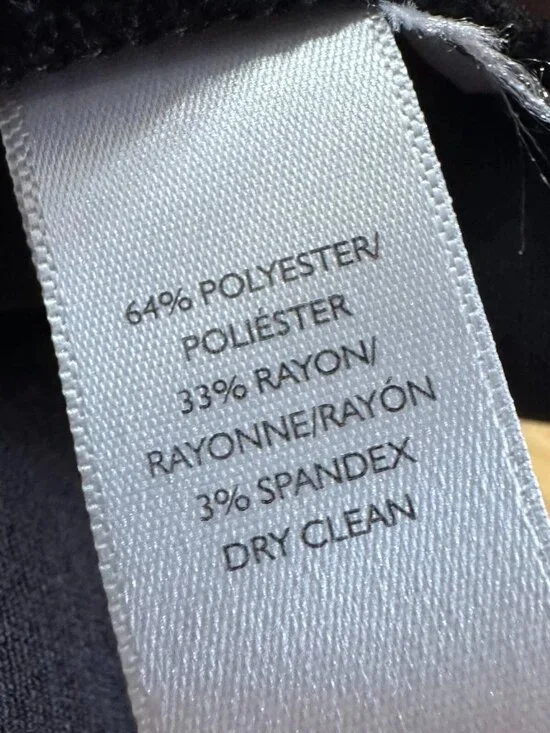 64% POLYESTER/
POLIÉSTER
33% RAYON/
RAYONNE/RAYÓN
3% SPANDEX
DRY CLEAN